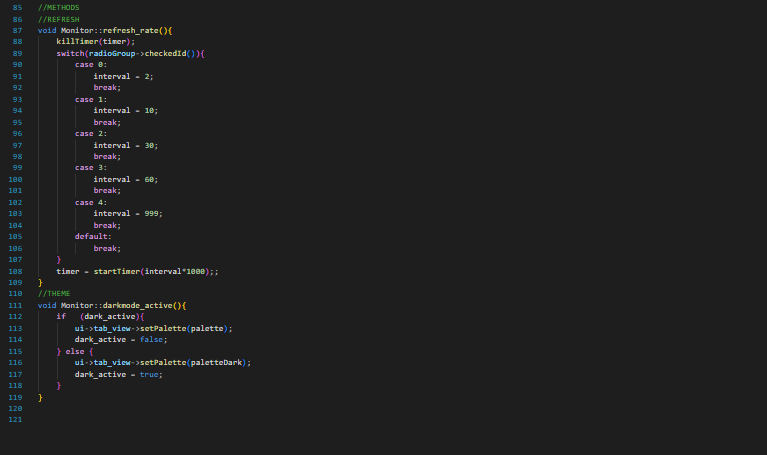 85 //METHODS
86 //REFRESH
87 void Monitor::refresh_rate(){
88 killTimer(timer);
89 switch(radioGroup->checkedId()){
90 case 0:
91 interval = 2;
92 break;
93 case 1:
94 interval = 10;
95 break;
96 case 2:
97 interval = 30;
98 break;
99 case 3:
100 interval = 60;
101 break;
102 case 4:
103 interval = 999;
104 break;
105 default:
106 break;
107 }
108 timer = startTimer(interval*1000);;
109 }
110 //THEME
111 void Monitor::darkmode_active(){
112 if (dark_active){
113 ui->tab_view->setPalette(palette);
114 dark_active = false;
115 } else {
116 ui->tab_view->setPalette(paletteDark);
117 dark_active = true;
118 }
119 }
120
121